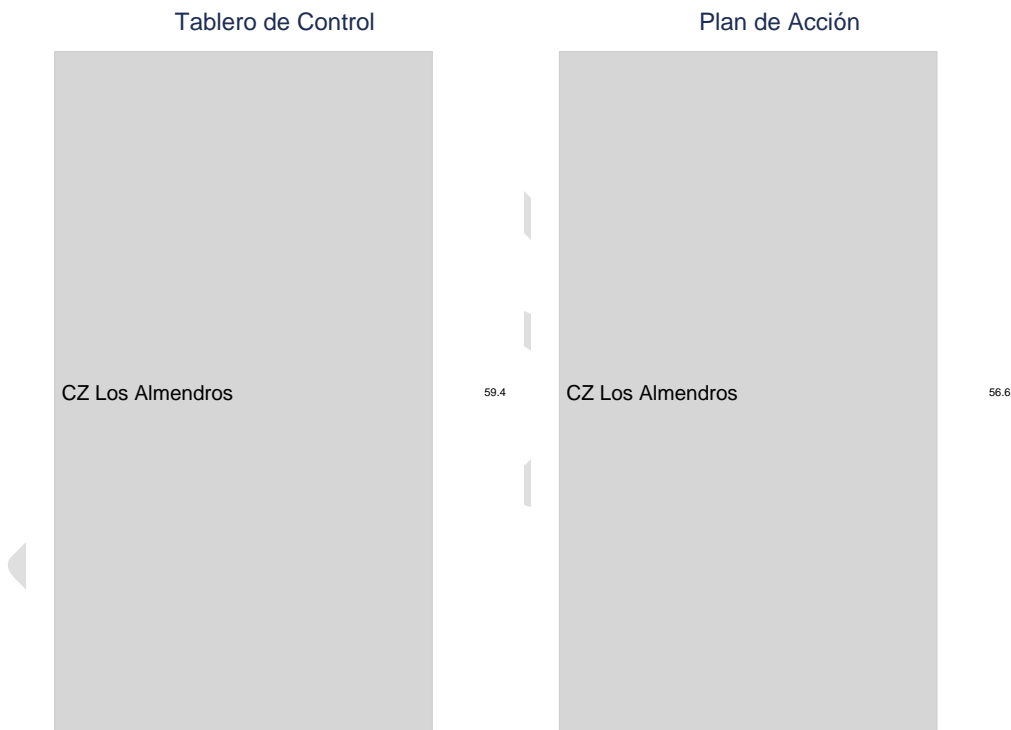 Tablero de Control
Plan de Acción
CZ Los Almendros 59.4
CZ Los Almendros 56.6